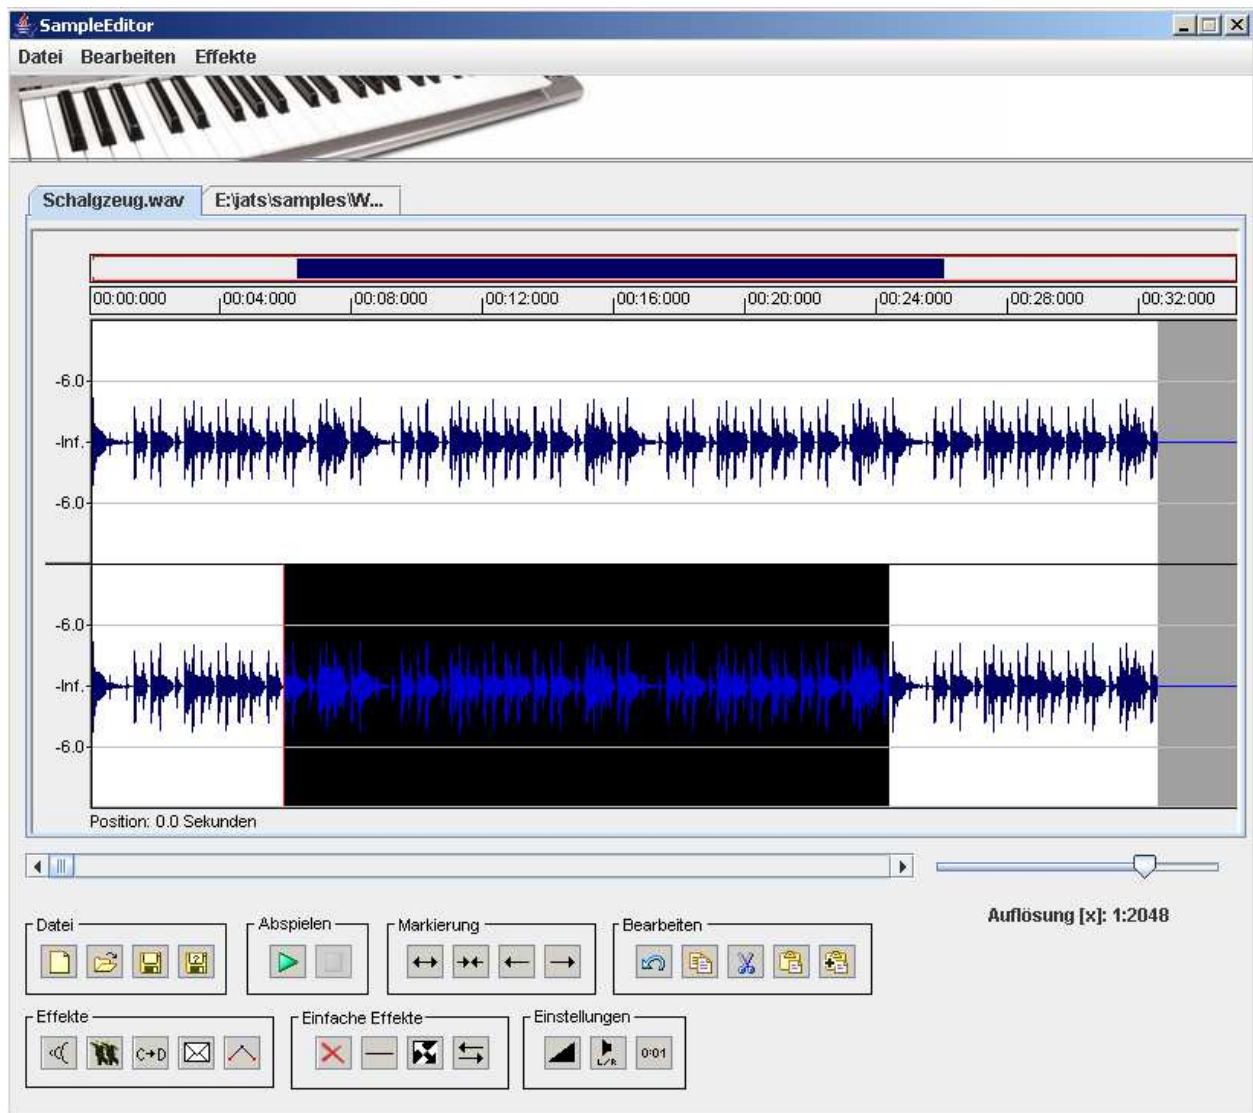 SampleEditor
Datei Bearbeiten Effekte
Schalgzeug.wav E:\jats\samples\W...
00:00:000 00:04:000 00:08:000 00:12:000 00:16:000 00:20:000 00:24:000 00:28:000 00:32:000
-6.0
-Inf.
-6.0
-6.0
-Inf.
-6.0
Position: 0.0 Sekunden
Auflösung [x]: 1:2048
Datei Abspielen Markierung Bearbeiten
Effekte Einfache Effekte Einstellungen
C→D L/R 0:01